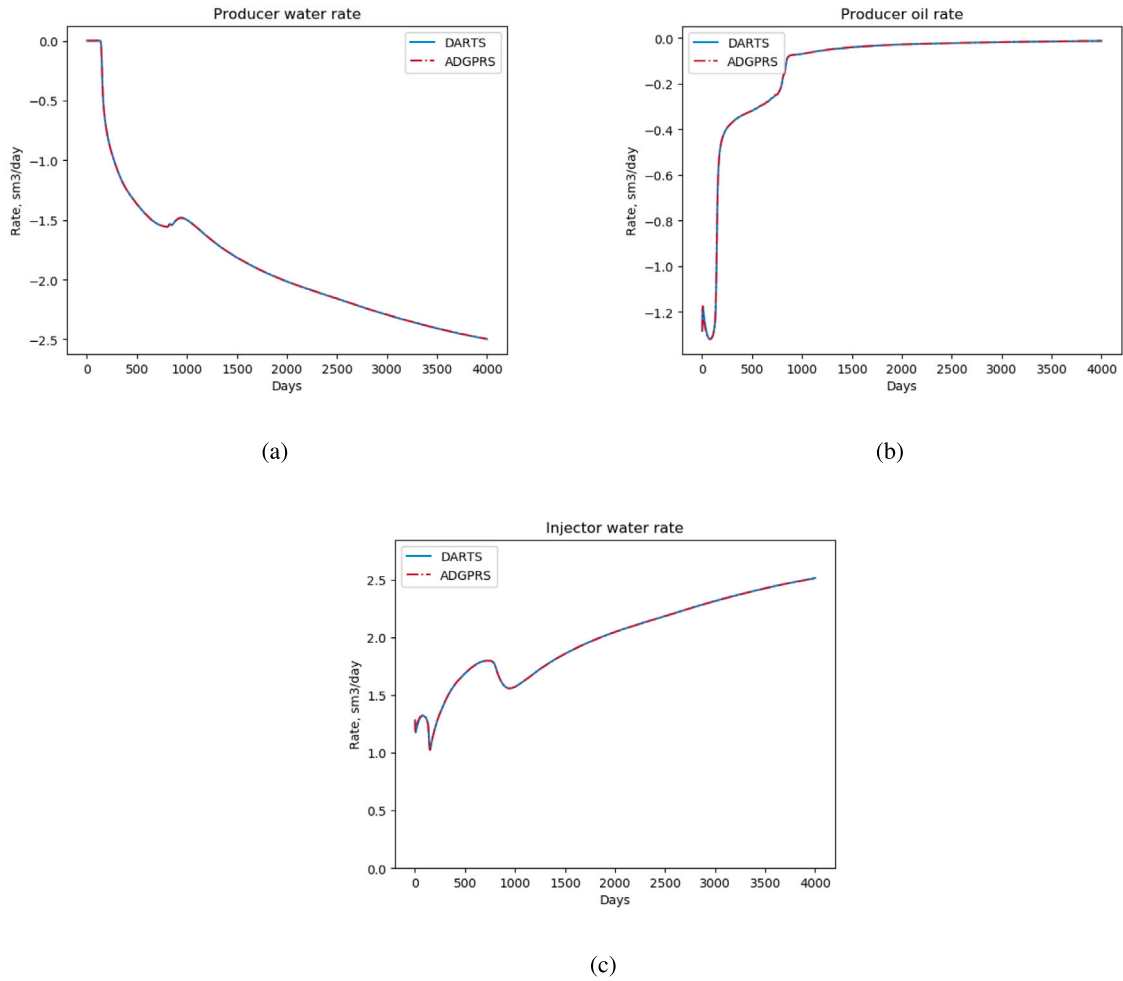 Producer water rate
DARTS
ADGPRS
0.0
−0.5
−1.0
−1.5
−2.0
−2.5
Rate, sm3/day
0 500 1000 1500 2000 2500 3000 3500 4000
Days
(a)
Producer oil rate
DARTS
ADGPRS
0.0
−0.2
−0.4
−0.6
−0.8
−1.0
−1.2
Rate, sm3/day
0 500 1000 1500 2000 2500 3000 3500 4000
Days
(b)
Injector water rate
DARTS
ADGPRS
2.5
2.0
1.5
1.0
0.5
0.0
Rate, sm3/day
0 500 1000 1500 2000 2500 3000 3500 4000
Days
(c)